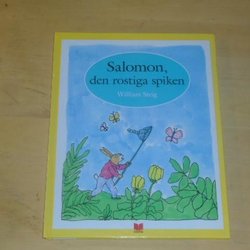 Salomon,
den rostiga spiken
William Steig